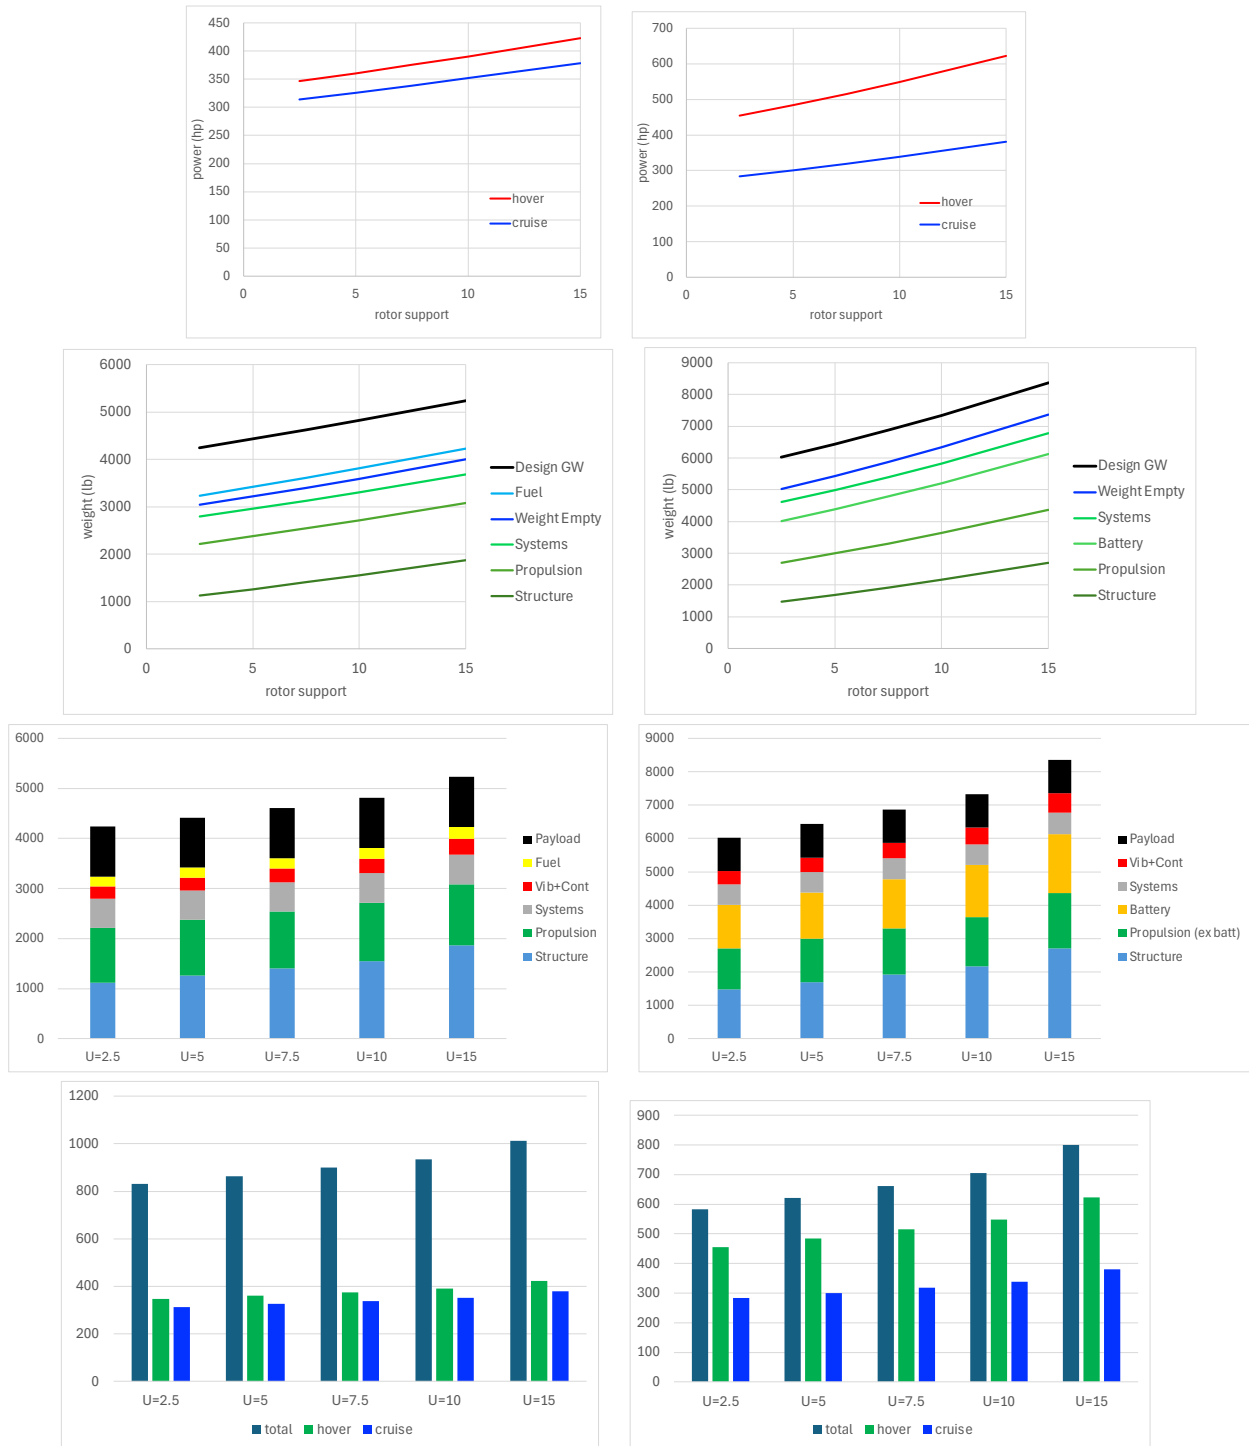 450
400
350
300
250
200
150
100
50
0
power (hp)
hover
cruise
0 5 10 15
rotor support
700
600
500
400
300
200
100
0
power (hp)
hover
cruise
0 5 10 15
rotor support
6000
5000
4000
3000
2000
1000
0
weight (lb)
Design GW
Fuel
Weight Empty
Systems
Propulsion
Structure
0 5 10 15
rotor support
9000
8000
7000
6000
5000
4000
3000
2000
1000
0
weight (lb)
Design GW
Weight Empty
Systems
Battery
Propulsion
Structure
0 5 10 15
rotor support
6000
5000
4000
3000
2000
1000
0
Payload
Fuel
Vib+Cont
Systems
Propulsion
Structure
U=2.5 U=5 U=7.5 U=10 U=15
9000
8000
7000
6000
5000
4000
3000
2000
1000
0
Payload
Vib+Cont
Systems
Battery
Propulsion (ex batt)
Structure
U=2.5 U=5 U=7.5 U=10 U=15
1200
1000
800
600
400
200
0
U=2.5 U=5 U=7.5 U=10 U=15
total hover cruise
900
800
700
600
500
400
300
200
100
0
U=2.5 U=5 U=7.5 U=10 U=15
total hover cruise